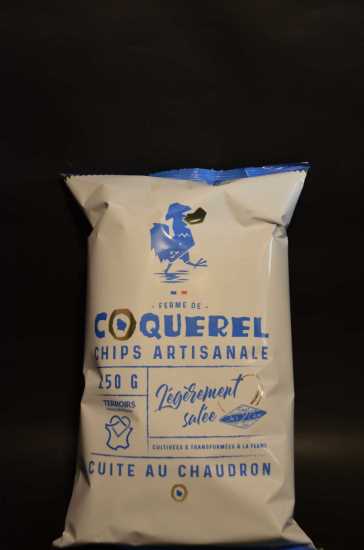 - FERME DE -
COQUEREL
CHIPS ARTISANALE
250 G
Légèrement
salée
TERROIRS
CULTIVÉES & TRANSFORMÉES À LA FERME
CUITE AU CHAUDRON